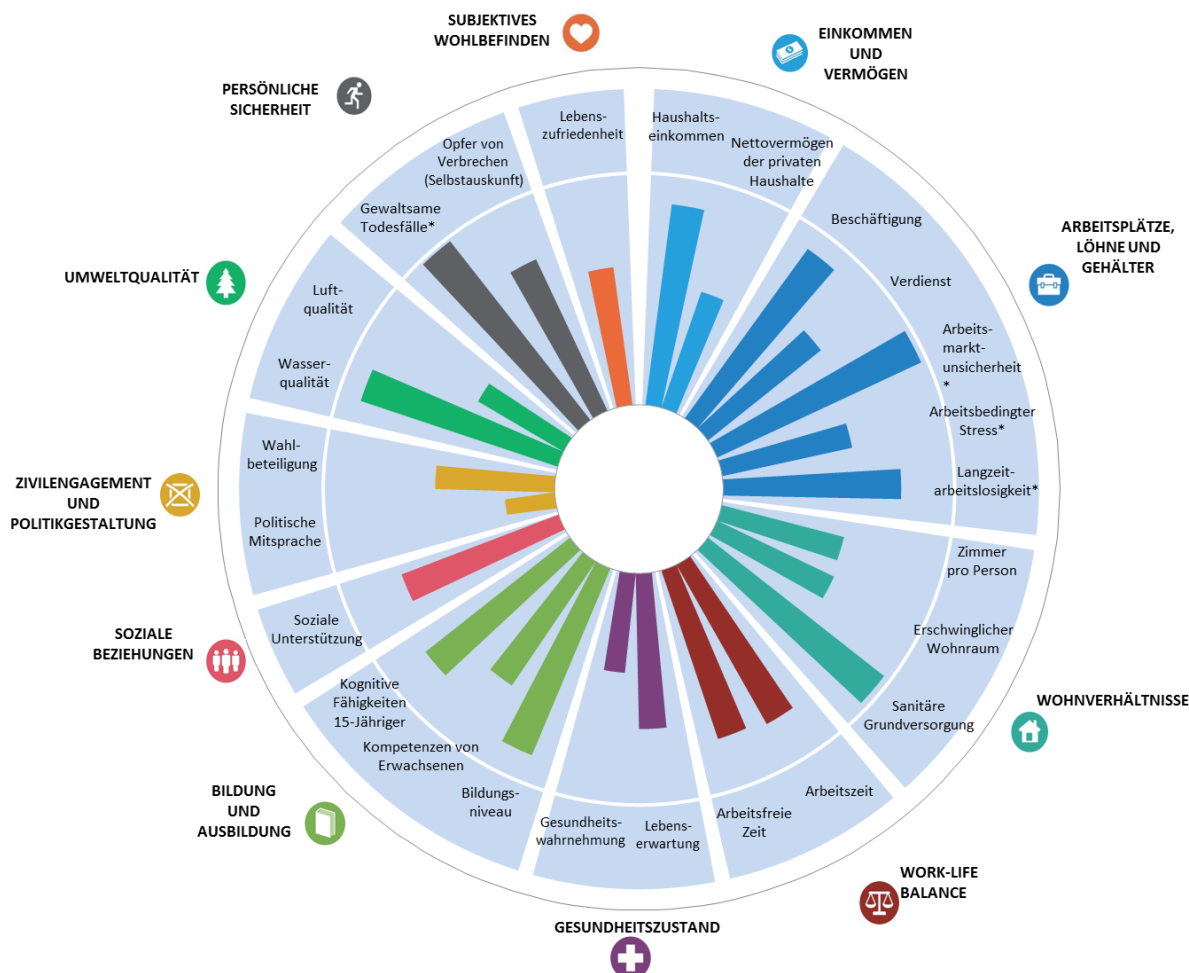 SUBJEKTIVES
WOHLBEFINDEN
EINKOMMEN
UND
VERMÖGEN
PERSÖNLICHE
SICHERHEIT
Lebens-
zufriedenheit
Haushalts-
einkommen
Nettovermögen
der privaten
Haushalte
Opfer von
Verbrechen
(Selbstauskunft)
Gewaltsame
Todesfälle*
Beschäftigung
ARBEITSPLÄTZE,
LÖHNE UND
GEHÄLTER
Verdienst
UMWELTQUALITÄT
Luft-
qualität
Wasser-
qualität
Arbeits-
markt-
unsicherheit
*
Arbeitsbedingter
Stress*
Langzeit-
arbeitslosigkeit*
Wahl-
beteiligung
ZIVILENGAGEMENT
UND
POLITIKGESTALTUNG
Politische
Mitsprache
Zimmer
pro Person
Erschwinglicher
Wohnraum
Sanitäre
Grundversorgung
WOHNVERHÄLTNISSE
Soziale
Unterstützung
SOZIALE
BEZIEHUNGEN
Kognitive
Fähigkeiten
15-Jähriger
Kompetenzen von
Erwachsenen
Bildungs-
niveau
BILDUNG
UND
AUSBILDUNG
Gesundheits-
wahrnehmung
Lebens-
erwartung
Arbeitsfreie
Zeit
Arbeitszeit
WORK-LIFE
BALANCE
GESUNDHEITSZUSTAND